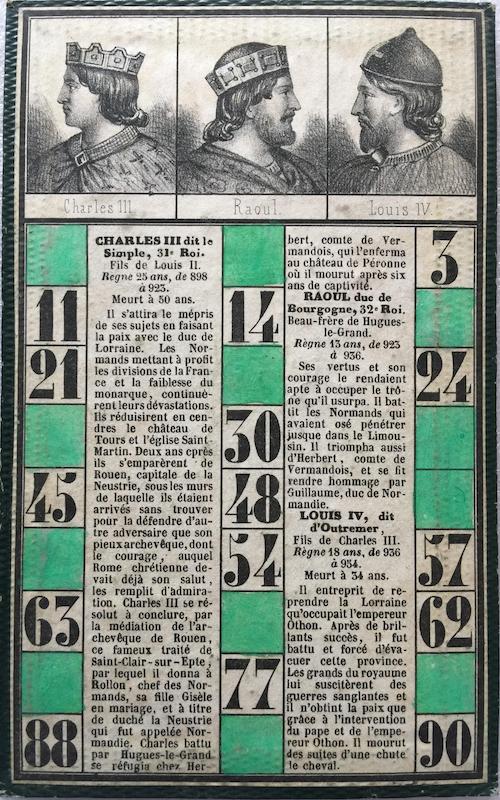 Charles III.
Raoul.
Louis IV.
11
21
45
63
88
CHARLES III dit le
Simple, 31e Roi.
Fils de Louis II.
Regne 25 ans, de 898
à 923.
Meurt à 50 ans.
Il s'attira le mépris
de ses sujets en faisant
la paix avec le duc de
Lorraine. Les Nor-
mands mettant à profit
les divisions de la Fran-
ce et la faiblesse du
monarque, continuè-
rent leurs dévastations.
Ils réduisirent en cen-
dres le château de
Tours et l'église Saint-
Martin. Deux ans cprès
ils s'emparèrent de
Rouen, capitale de la
Neustrie, sous les murs
de laquelle ils étaient
arrivés sans trouver
pour la défendre d'au-
tre adversaire que son
pieux archevêque, dont
le courage, auquel
Rome chrétienne de-
vait déjà son salut,
les remplit d'admira-
tion. Charles III se ré-
solut à conclure, par
la médation de l'ar-
chevêque de Rouen,
ce fameux traité de
Saint-Clair-sur-Epte,
par lequel il donna à
Rollon, chef des Nor-
mands, sa fille Gisèle
en mariage, et à titre
de duché la Neustrie
qui fut appelée Nor-
mandie. Charles battu
par Hugues-le-Grand
se réfugia chez Her-
14
30
48
54
77
bert, comte de Ver-
mandois, qui l'enferma
au château de Péronne
où il mourut après six
ans de captivité.
RAOUL duc de
Bourgogne, 32e Roi.
Beau-frère de Hugues-
le-Grand.
Règne 13 ans, de 923
à 936.
Ses vertus et son
courage le rendaient
apte à occuper le trô-
ne qu'il usurpa. Il bat-
tit les Normands qui
avaient osé pénétrer
jusque dans le Limou-
sin. Il triompha aussi
d'Herbert, comte de
Vermandois, et se fit
rendre hommage par
Guillaume, duc de Nor-
mandie.
LOUIS IV, dit
d'Outremer,
Fils de Charles III.
Règne 18 ans, de 936
à 954.
Meurt à 34 ans.
Il entreprit de re-
prendre la Lorraine
qu'occupait l'empereur
Othon. Après de bril-
lants succès, il fut
battu et forcé d'éva-
cuer cette province.
Les grands du royaume
lui suscitèrent des
guerres sanglantes et
il n'obtint la paix que
grâce à l'intervention
du pape et de l'empe-
reur Othon. Il mourut
des suites d'une chute
de cheval.
3
24
57
62
90